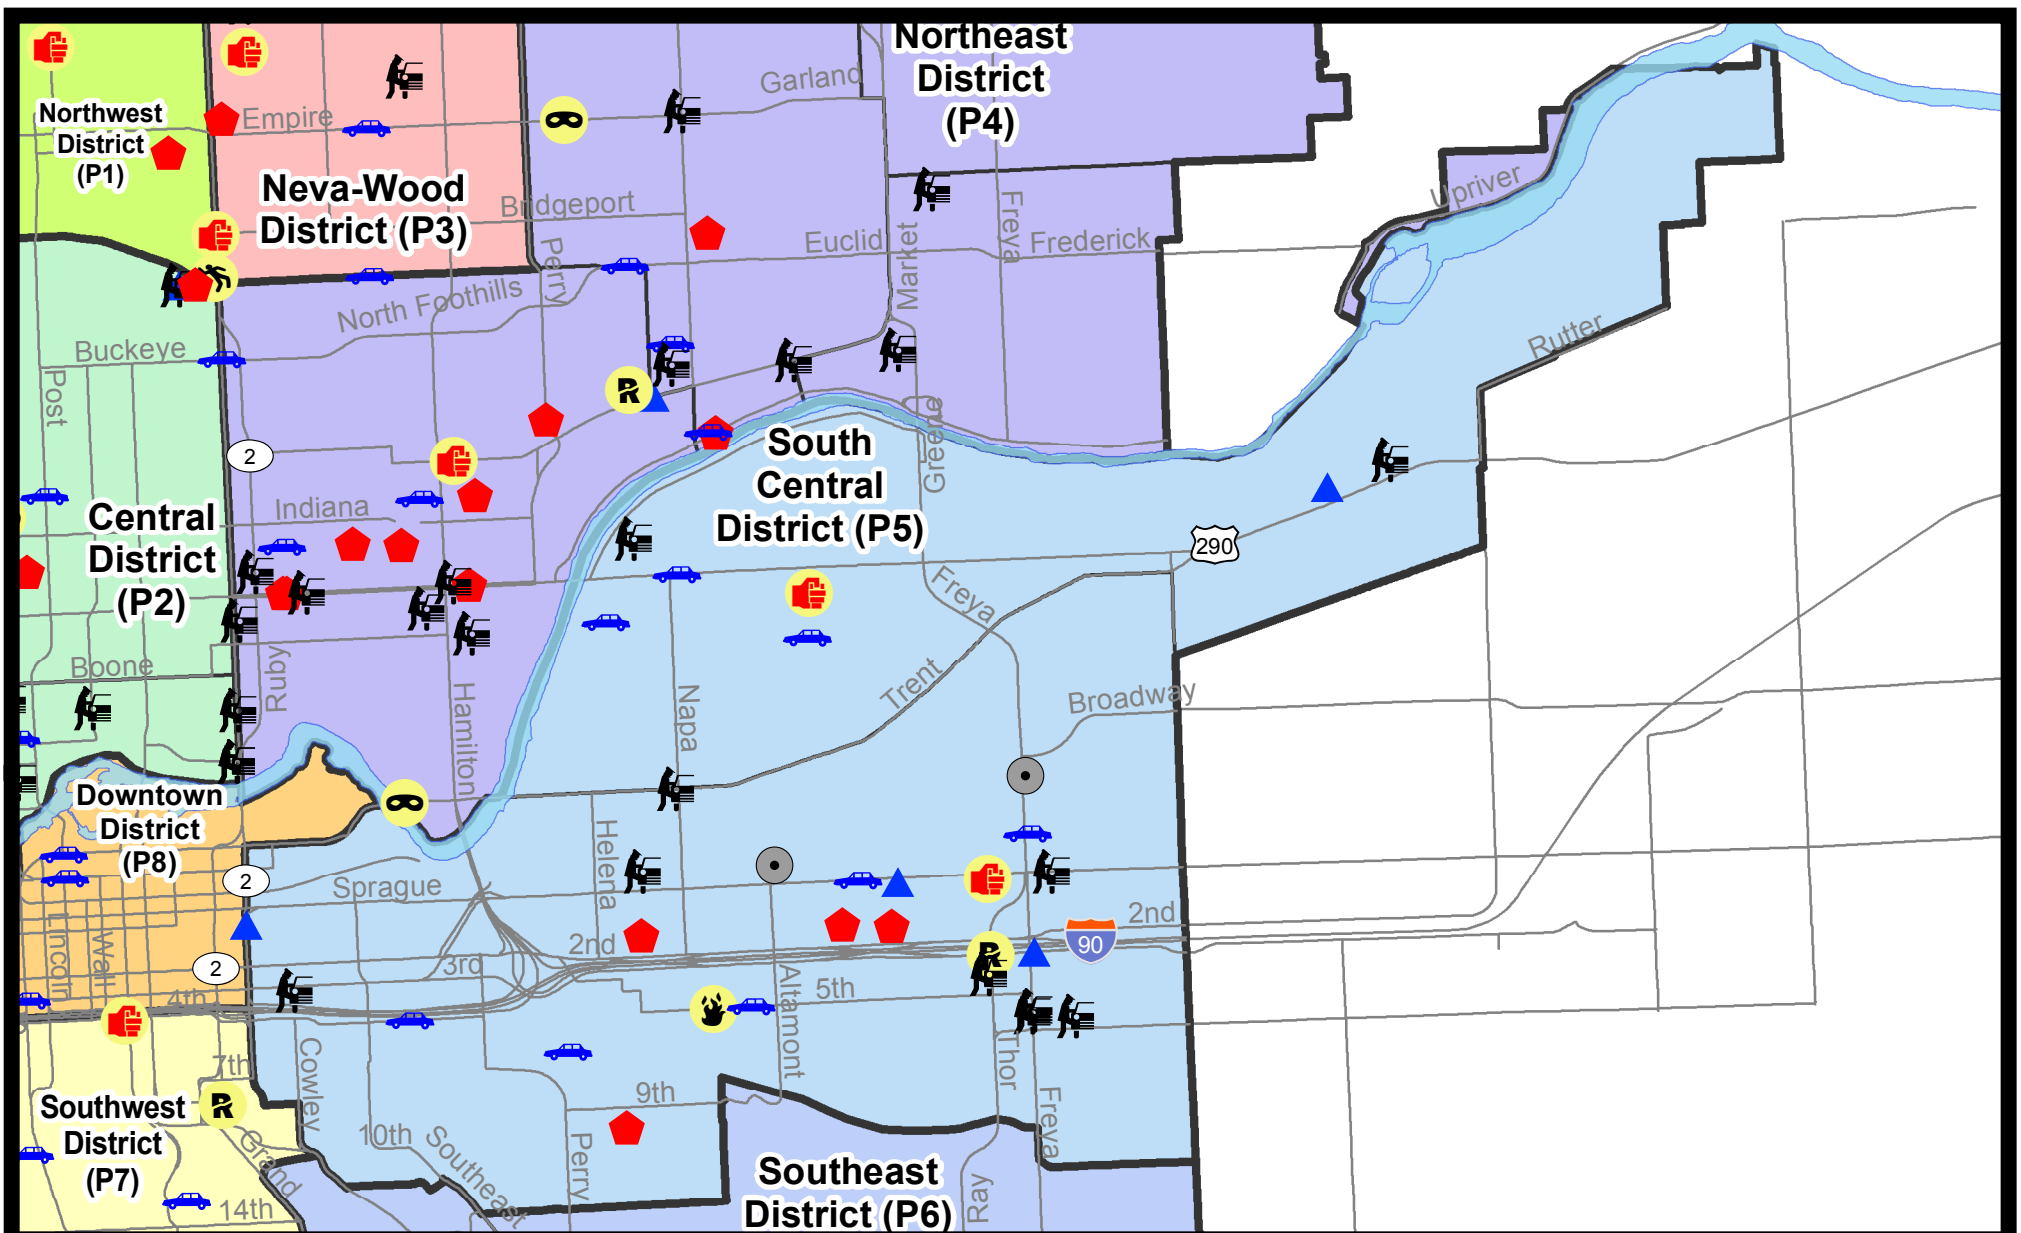 Northeast
District
(P4)
Garland
Northwest
District
(P1)
Empire
Neva-Wood
District (P3)
Bridgeport
Perry
Euclid
Market
Freya
Frederick
Upriver
North Foothills
Buckeye
Post
Rutter
2
Greene
South
Central
District (P5)
Indiana
Central
District
(P2)
290
Freya
Boone
Ruby
Hamilton
Napa
Trent
Broadway
Downtown
District
(P8)
Helena
2
Sprague
Lincoln
Wall
2
2nd
2nd
90
3rd
4th
Altamont
5th
7th
Cowley
Thor
Freya
9th
Southwest
District
(P7)
10th
Southeast
Perry
Grand
14th
Southeast
District (P6)
Ray
R
R
R